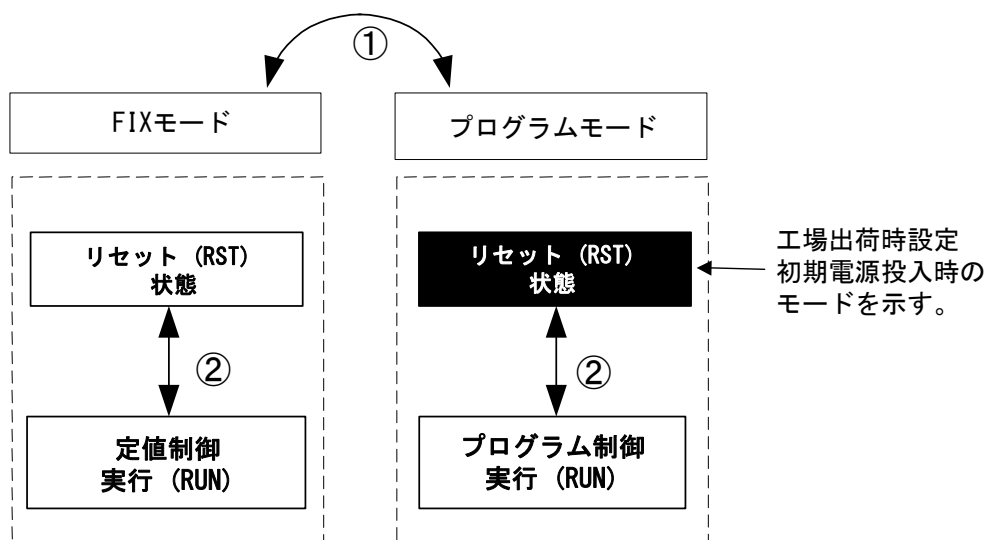 ①
FIXモード
プログラムモード
リセット (RST)
状態
リセット (RST)
状態
工場出荷時設定
初期電源投入時の
モードを示す。
②
②
定値制御
実行 (RUN)
プログラム制御
実行 (RUN)